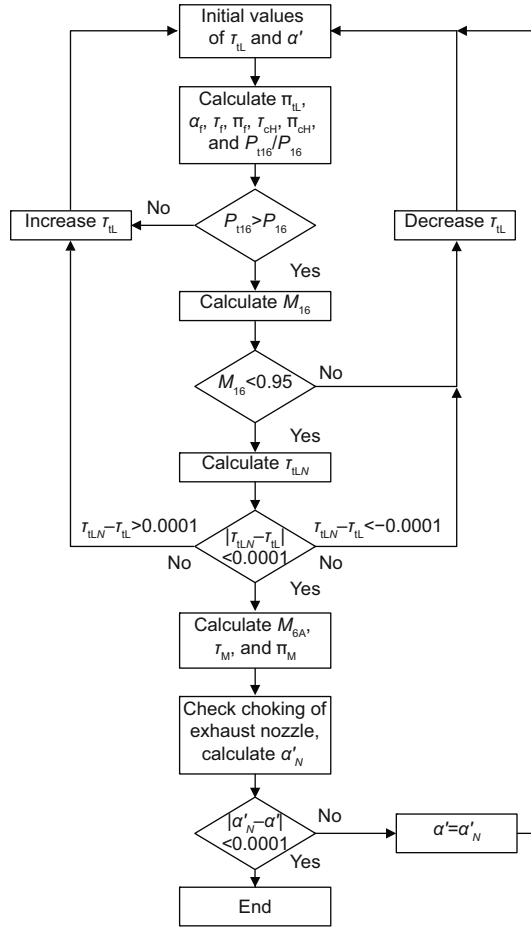 Initial values
of τtL and α′
Calculate πtL,
αf, τf, πf, τcH, πcH,
and Pt16/P16
Increase τtL
No
Pt16>P16
Decrease τtL
Yes
Calculate M16
M16<0.95
No
Yes
Calculate τtLN
τtLN–τtL>0.0001
|τtLN–τtL|
<0.0001
τtLN–τtL<–0.0001
No
No
Yes
Calculate M6A,
τM, and πM
Check choking of
exhaust nozzle,
calculate α′N
|α′N–α′|
<0.0001
No
α′=α′N
Yes
End